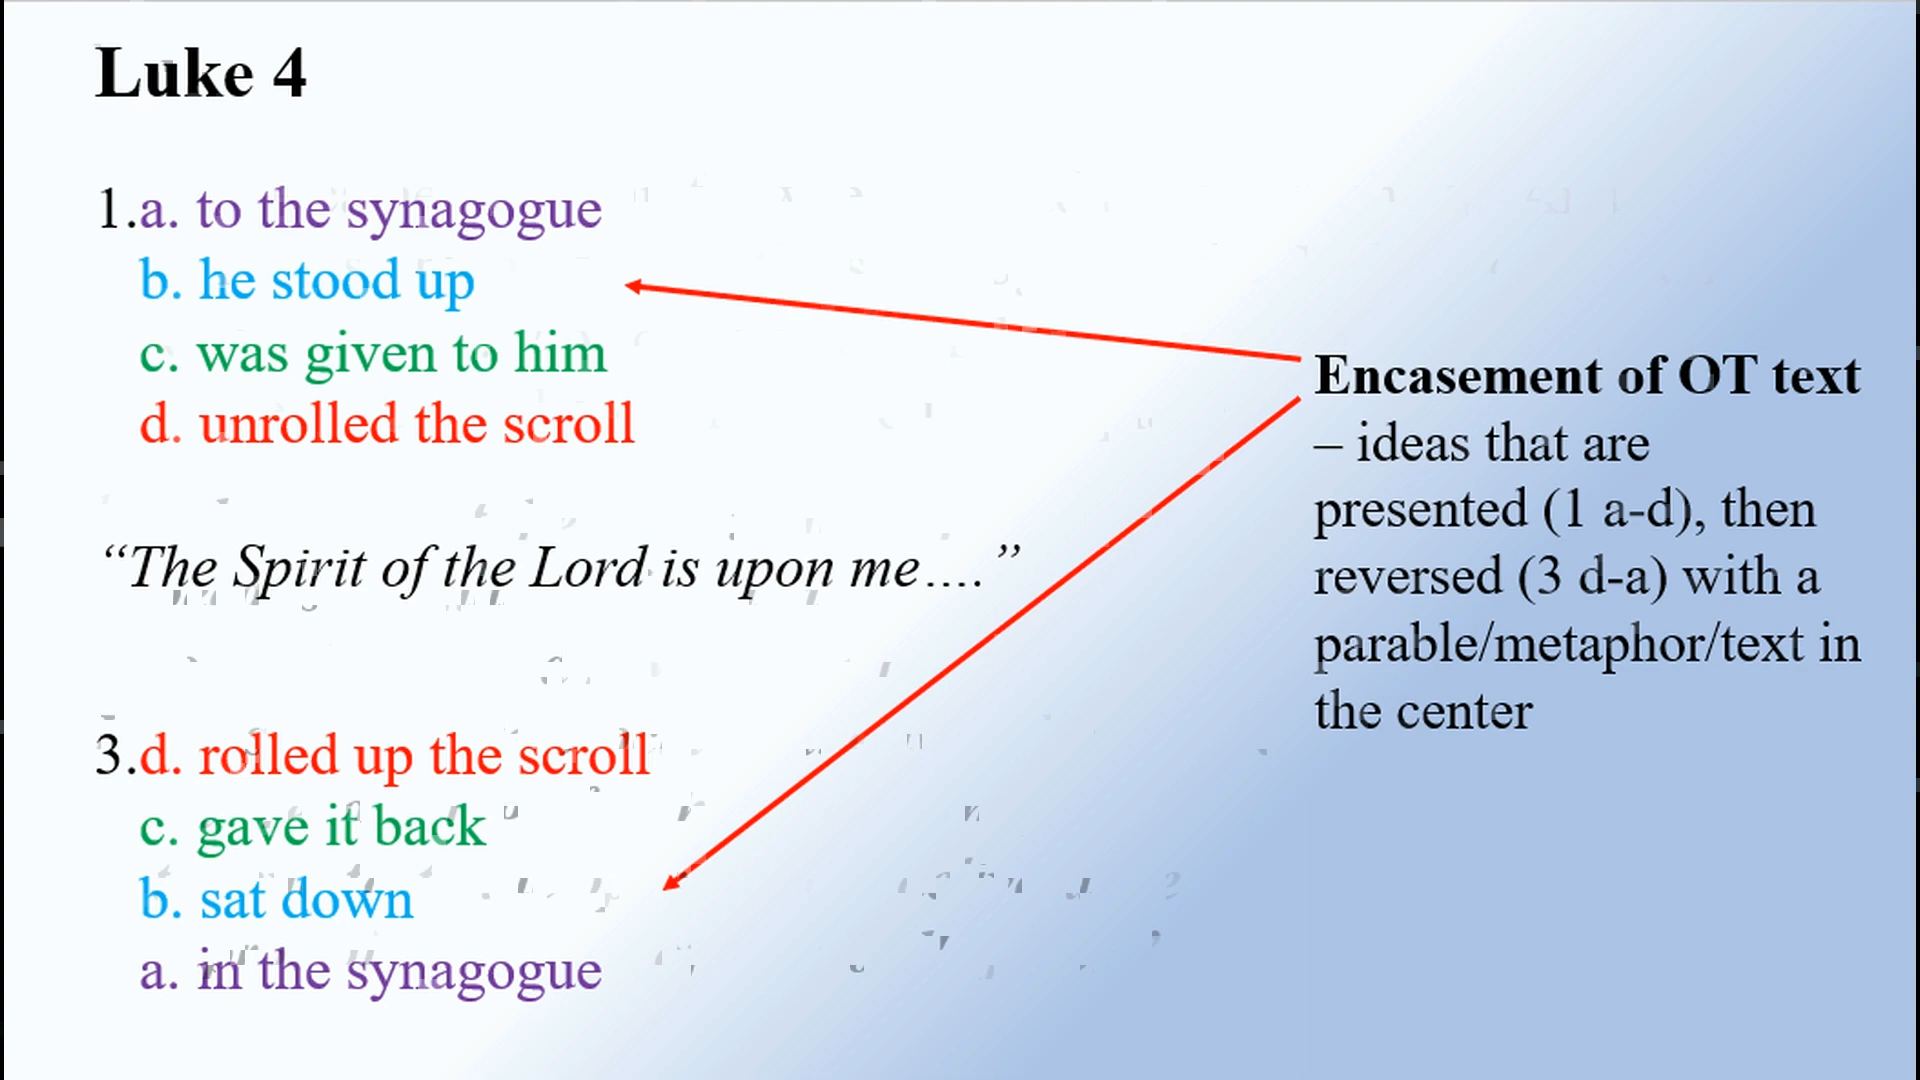 Luke 4
1.a. to the synagogue
b. he stood up
c. was given to him
d. unrolled the scroll
“The Spirit of the Lord is upon me….”
3.d. rolled up the scroll
c. gave it back
b. sat down
a. in the synagogue
Encasement of OT text
– ideas that are
presented (1 a-d), then
reversed (3 d-a) with a
parable/metaphor/text in
the center